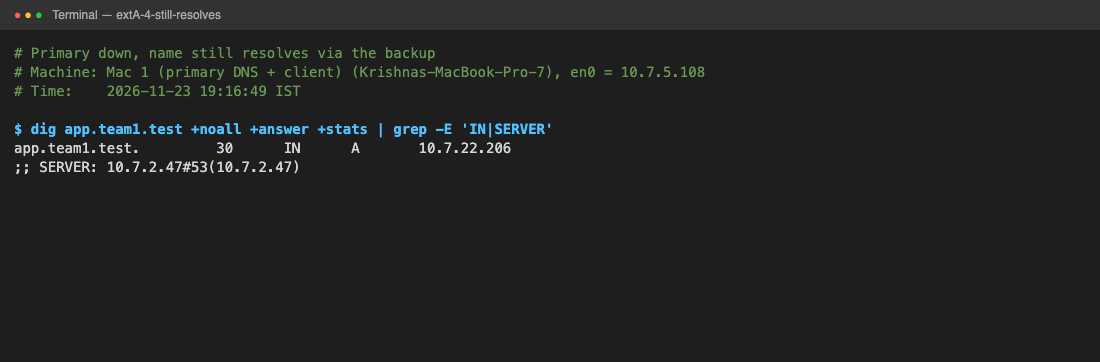 Terminal — extA-4-still-resolves
# Primary down, name still resolves via the backup
# Machine: Mac 1 (primary DNS + client) (Krishnas-MacBook-Pro-7), en0 = 10.7.5.108
# Time:    2026-11-23 19:16:49 IST
$ dig app.team1.test +noall +answer +stats | grep -E 'IN|SERVER'
app.team1.test.         30      IN      A       10.7.22.206
;; SERVER: 10.7.2.47#53(10.7.2.47)